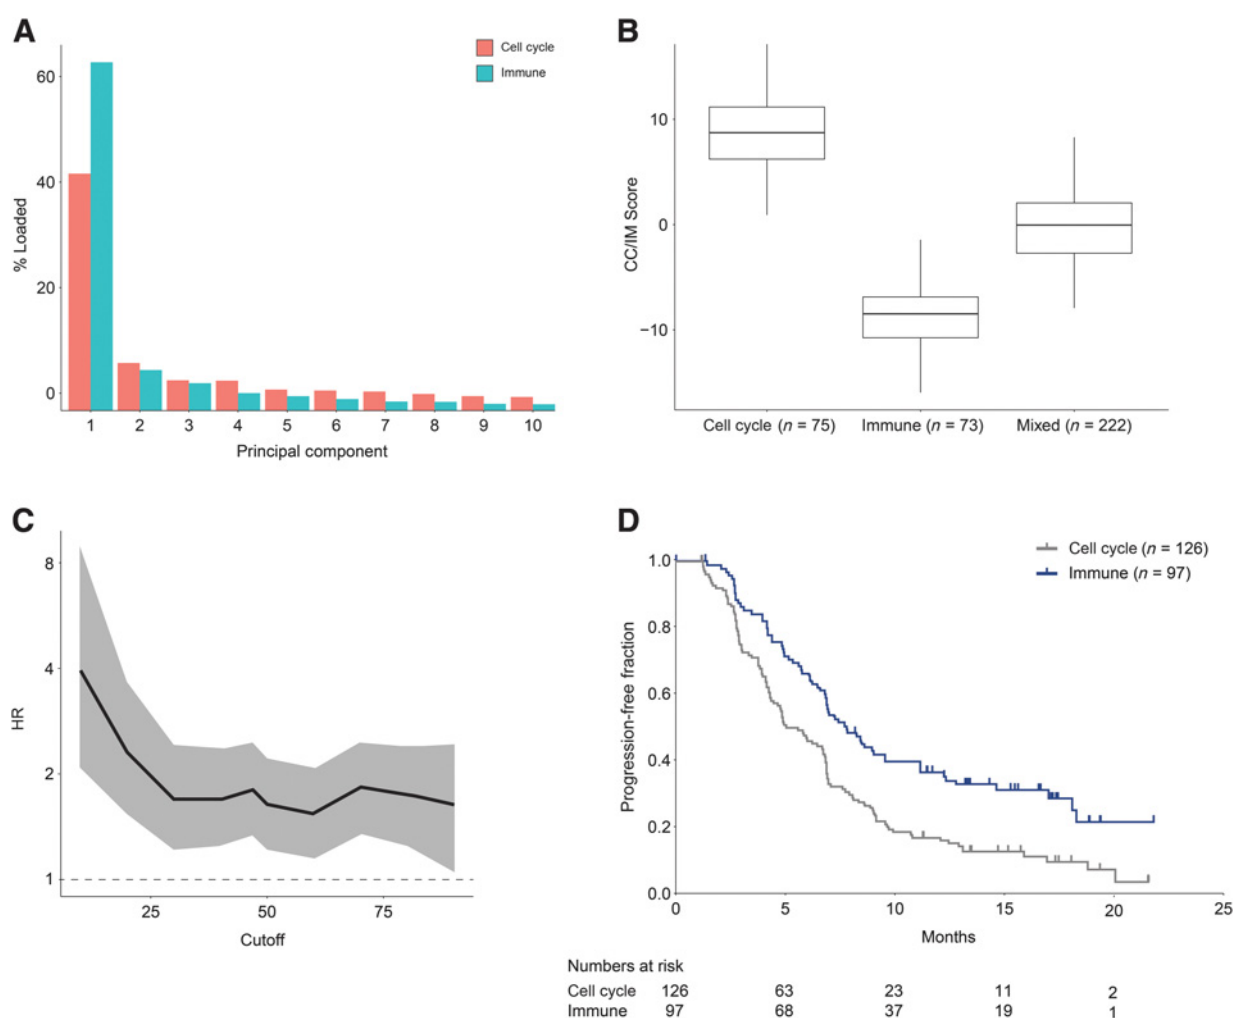 A
Cell cycle
Immune
% Loaded
60
40
20
0
1 2 3 4 5 6 7 8 9 10
Principal component
B
CC/IM Score
10
0
−10
Cell cycle (n = 75) Immune (n = 73) Mixed (n = 222)
C
HR
8
4
2
1
25 50 75
Cutoff
D
Cell cycle (n = 126)
Immune (n = 97)
Progression-free fraction
1.0
0.8
0.6
0.4
0.2
0.0
0 5 10 15 20 25
Months
Numbers at risk
Cell cycle 126 63 23 11 2
Immune 97 68 37 19 1